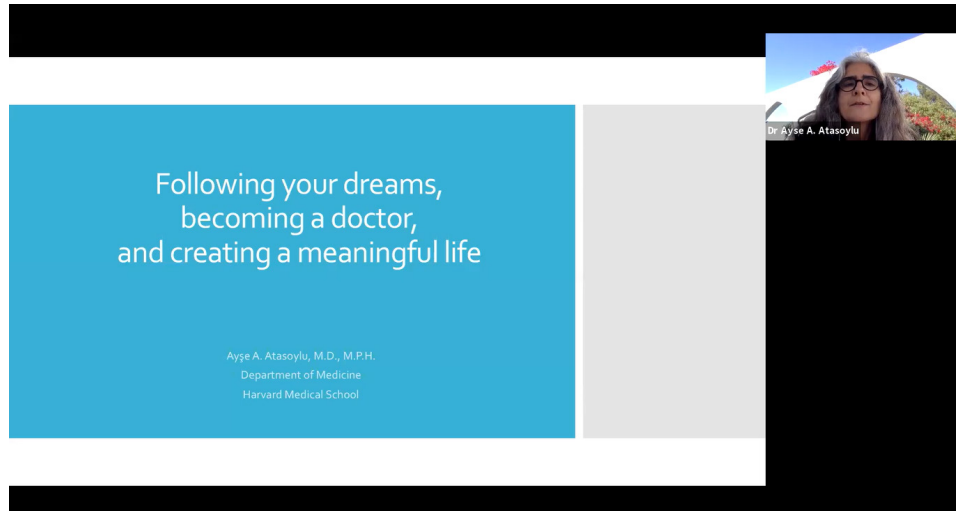 Following your dreams,
becoming a doctor,
and creating a meaningful life
Ayşe A. Atasoylu, M.D., M.P.H.
Department of Medicine
Harvard Medical School
Dr Ayse A. Atasoylu